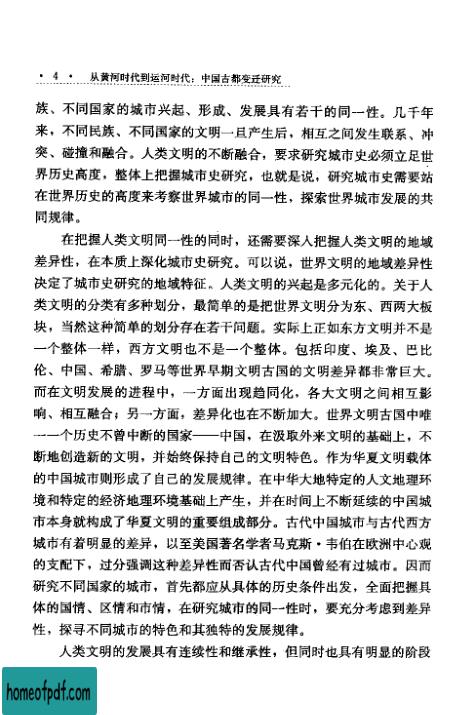 · 4 · 从黄河时代到运河时代：中国古都变迁研究
族、不同国家的城市兴起、形成、发展具有若干的同一性。几千年
来，不同民族、不同国家的文明一旦产生后，相互之间发生联系、冲
突、碰撞和融合。人类文明的不断融合，要求研究城市史必须立足世
界历史高度，整体上把握城市史研究，也就是说，研究城市史需要站
在世界历史的高度来考察世界城市的同一性，探索世界城市发展的共
同规律。
在把握人类文明同一性的同时，还需要深入把握人类文明的地域
差异性，在本质上深化城市史研究。可以说，世界文明的地域差异性
决定了城市史研究的地域特征。人类文明的兴起是多元化的。关于人
类文明的分类有多种划分，最简单的是把世界文明分为东、西两大板
块，当然这种简单的划分存在若干问题。实际上正如东方文明并不是
一个整体一样，西方文明也不是一个整体。包括印度、埃及、巴比
伦、中国、希腊、罗马等世界早期文明古国的文明差异都非常巨大。
而在文明发展的进程中，一方面出现趋同化，各大文明之间相互影
响、相互融合；另一方面，差异化也在不断加大。世界文明古国中唯
一一个历史不曾中断的国家——中国，在汲取外来文明的基础上，不
断地创造新的文明，并始终保持自己的文明特色。作为华夏文明载体
的中国城市则形成了自己的发展规律。在中华大地特定的人文地理环
境和特定的经济地理环境基础上产生，并在时间上不断延续的中国城
市本身就构成了华夏文明的重要组成部分。古代中国城市与古代西方
城市有着明显的差异，以至美国著名学者马克斯·韦伯在欧洲中心观
的支配下，过分强调这种差异性而否认古代中国曾经有过城市。因而
研究不同国家的城市，首先都应从具体的历史条件出发，全面把握具
体的国情、区情和市情，在研究城市的同一性时，要充分考虑到差异
性，探寻不同城市的特色和其独特的发展规律。
人类文明的发展具有连续性和继承性，但同时也具有明显的阶段
homeofpdf.com